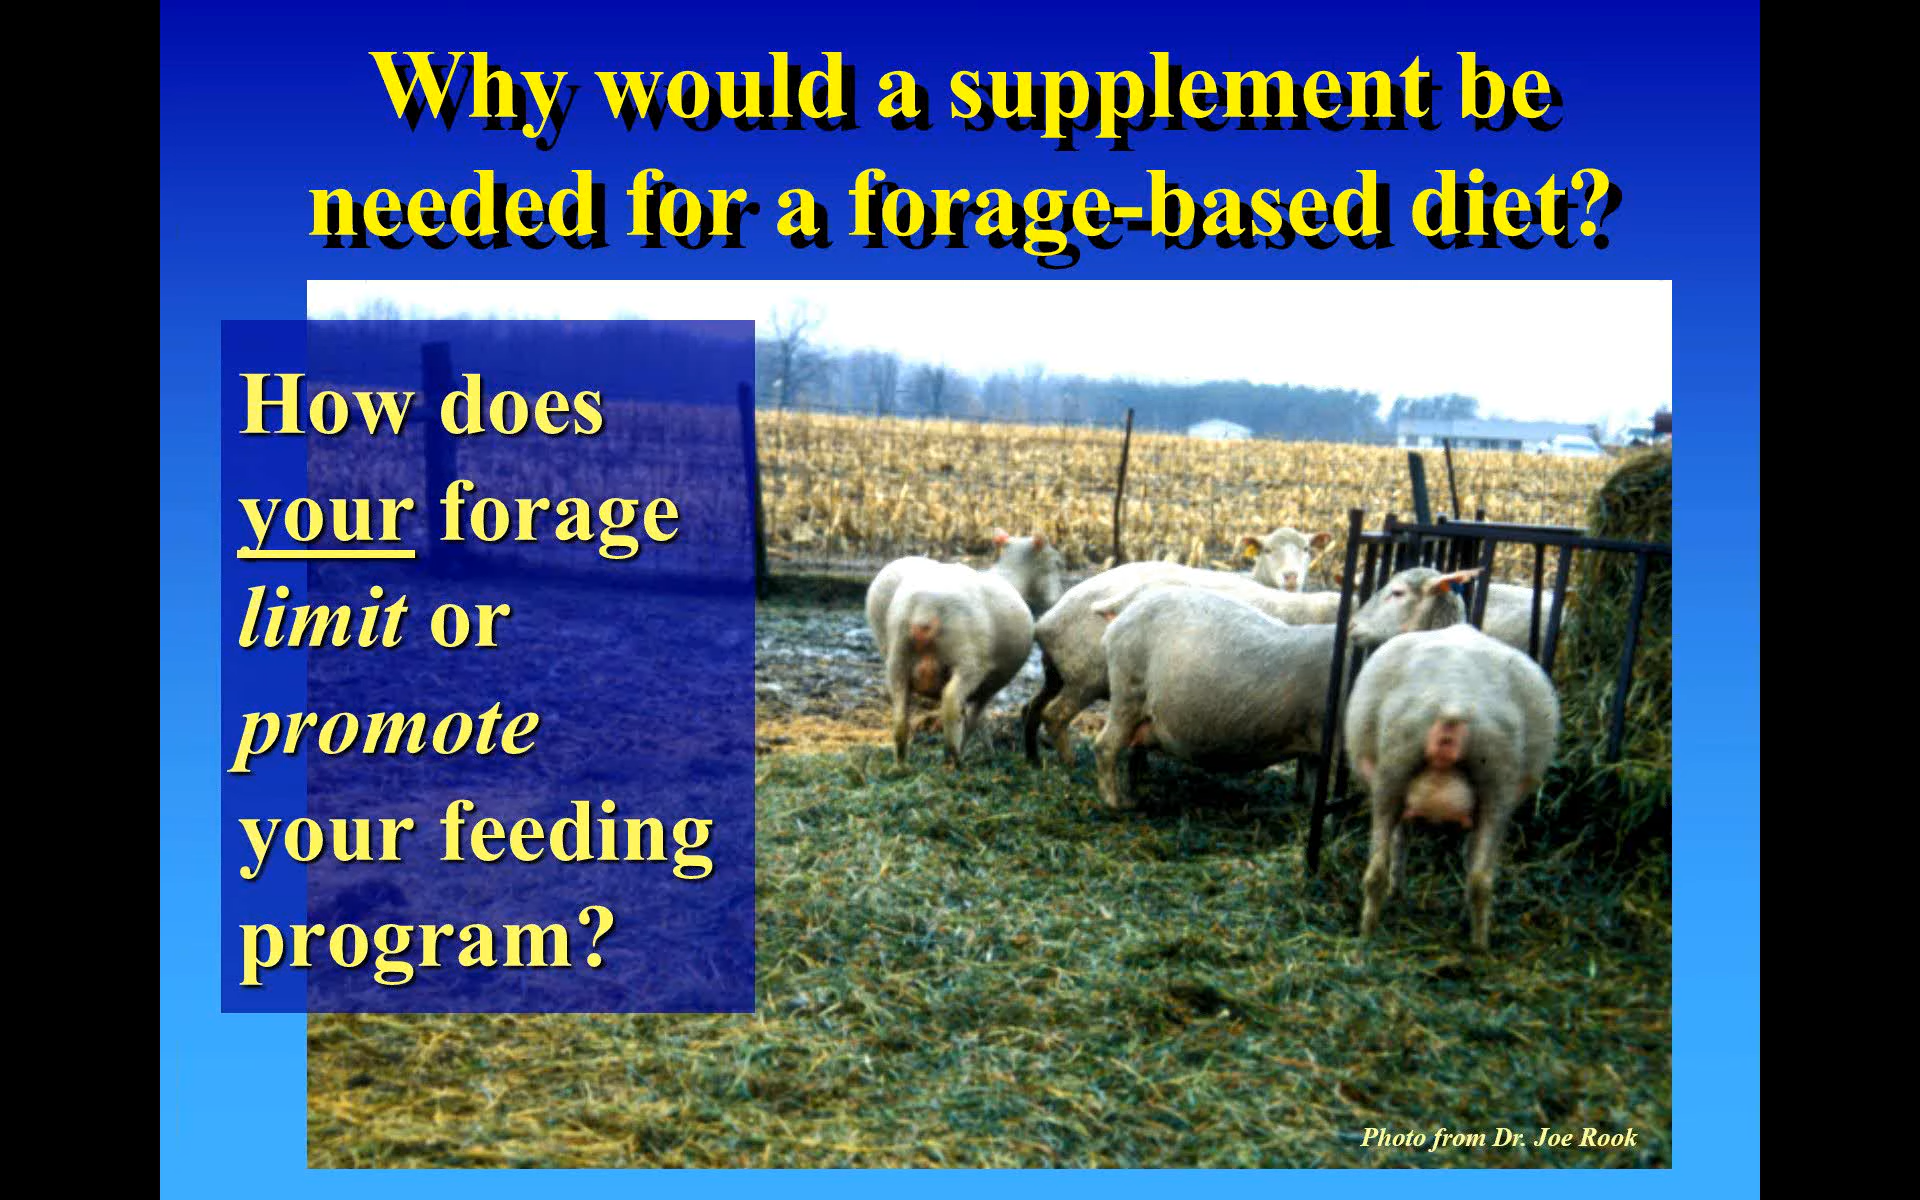 Why would a supplement be
needed for a forage-based diet?
How does
your forage
limit or
promote
your feeding
program?
Photo from Dr. Joe Rook